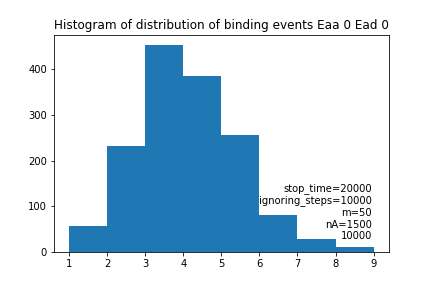 Histogram of distribution of binding events Eaa 0 Ead 0
400
300
200
100
0
stop_time=20000
ignoring_steps=10000
m=50
nA=1500
10000
1 2 3 4 5 6 7 8 9